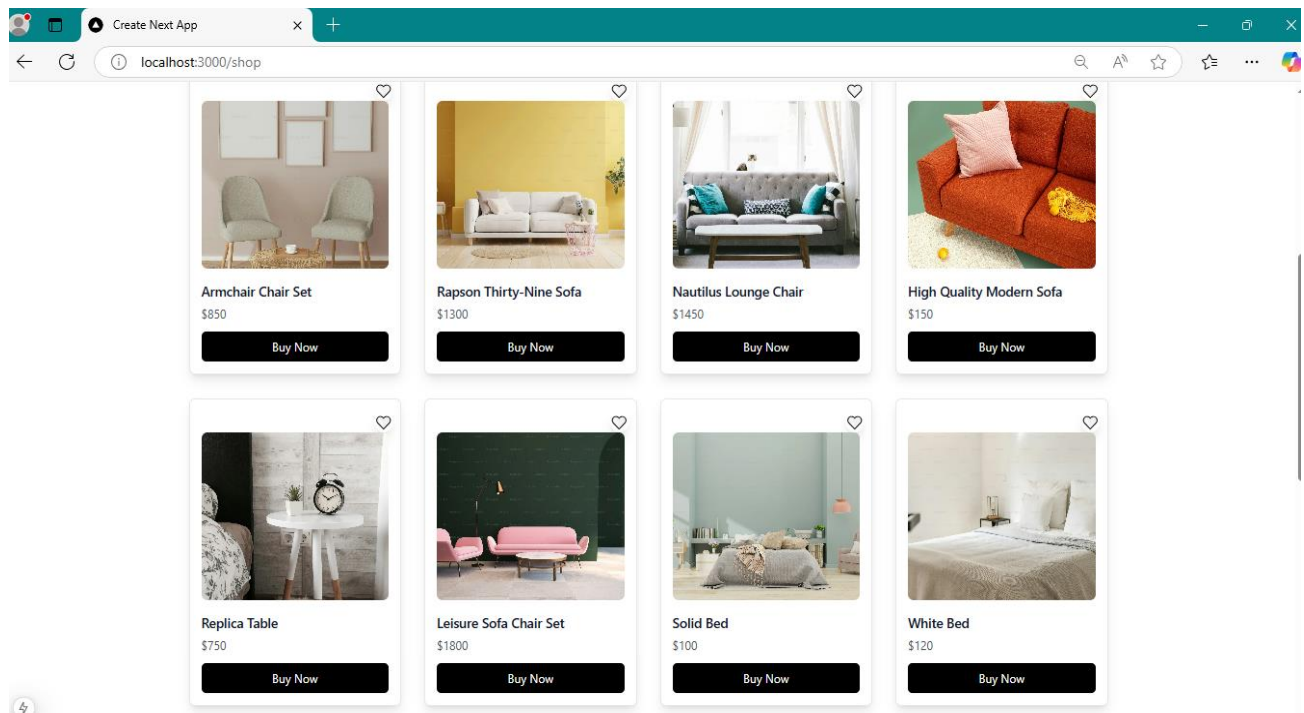 Create Next App
localhost:3000/shop
Armchair Chair Set
$850
Buy Now
Rapson Thirty-Nine Sofa
$1300
Buy Now
Nautilus Lounge Chair
$1450
Buy Now
High Quality Modern Sofa
$150
Buy Now
Replica Table
$750
Buy Now
Leisure Sofa Chair Set
$1800
Buy Now
Solid Bed
$100
Buy Now
White Bed
$120
Buy Now